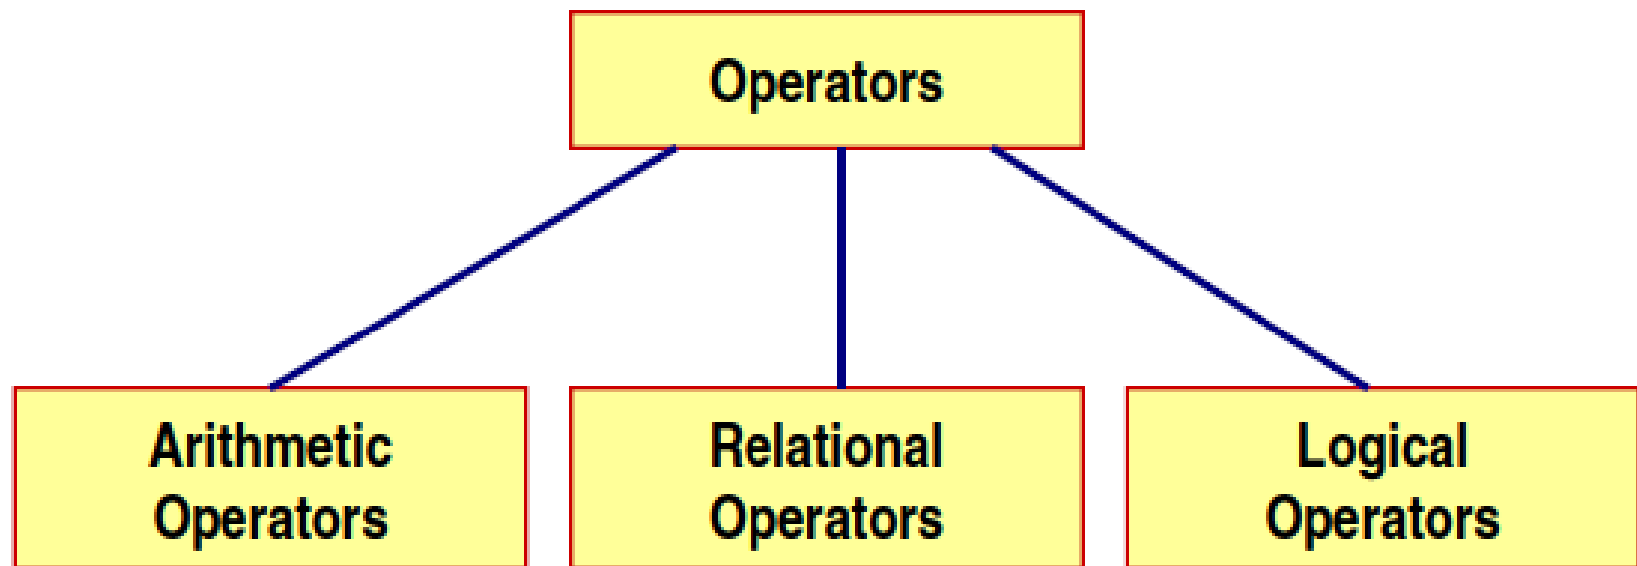 Operators
Arithmetic
Operators
Relational
Operators
Logical
Operators